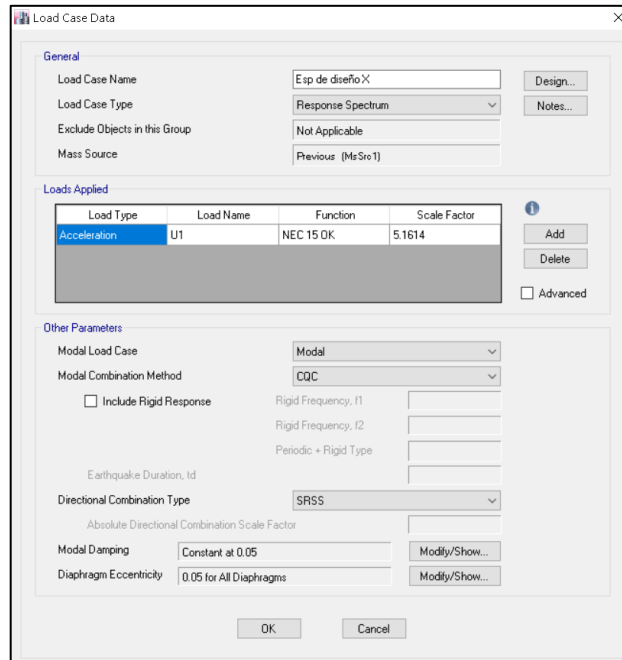 Load Case Data
General
Load Case Name Esp de diseño X Design...
Load Case Type Response Spectrum Notes...
Exclude Objects in this Group Not Applicable
Mass Source Previous (MsSrc1)
Loads Applied
Load Type Load Name Function Scale Factor
Acceleration U1 NEC 15 OK 5.1614 Add
Delete
Advanced
Other Parameters
Modal Load Case Modal
Modal Combination Method CQC
Include Rigid Response Rigid Frequency, f1
Rigid Frequency, f2
Periodic + Rigid Type
Earthquake Duration, td
Directional Combination Type SRSS
Absolute Directional Combination Scale Factor
Modal Damping Constant at 0.05 Modify/Show...
Diaphragm Eccentricity 0.05 for All Diaphragms Modify/Show...
OK Cancel